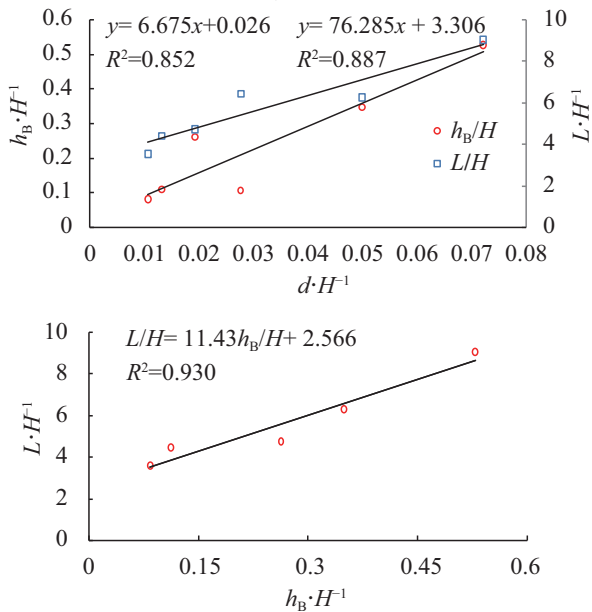 y= 6.675x+0.026
R²=0.852
y= 76.285x + 3.306
R²=0.887
0.6
0.5
0.4
0.3
0.2
0.1
0
h_B·H⁻¹
10
8
6
4
2
0
L·H⁻¹
h_B/H
L/H
0 0.01 0.02 0.03 0.04 0.05 0.06 0.07 0.08
d·H⁻¹
L/H= 11.43h_B/H+ 2.566
R²=0.930
10
8
6
4
2
0
L·H⁻¹
0 0.15 0.3 0.45 0.6
h_B·H⁻¹